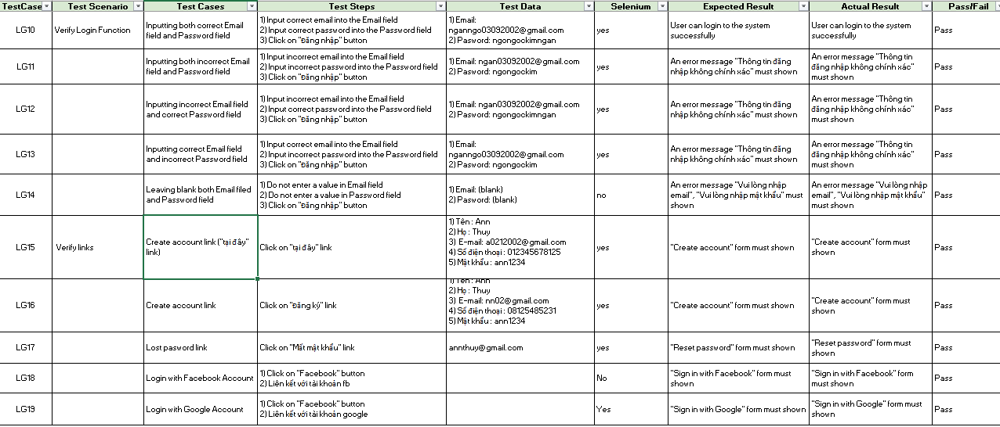 TestCase Test Scenario Test Cases Test Steps Test Data Selenium Expected Result Actual Result Pass/Fail
LG10
Verify Login Function
Inputting both correct Email
field and Password field
1) Input correct email into the Email field
2) Input correct password into the Password field
3) Click on "Đăng nhập" button
1) Email:
nganngo03092002@gmail.com
2) Pasword: ngongockimngan
yes
User can login to the system
successfully
User can login to the system
successfully
Pass
LG11
Inputting both incorrect Email
field and Password field
1) Input incorrect email into the Email field
2) Input incorrect password into the Password field
3) Click on "Đăng nhập" button
1) Email: ngan03092002@gmail.com
2) Pasword: ngongockim
yes
An error message "Thông tin đăng
nhập không chính xác" must shown
An error message "Thông tin
đăng nhập không chính xác"
must shown
Pass
LG12
Inputting incorrect Email field
and correct Password field
1) Input incorrect email into the Email field
2) Input correct password into the Password field
3) Click on "Đăng nhập" button
1) Email: ngan03092002@gmail.com
2) Pasword: ngongockimngan
yes
An error message "Thông tin đăng
nhập không chính xác" must shown
An error message "Thông tin
đăng nhập không chính xác"
must shown
Pass
LG13
Inputting correct Email field
and incorrect Password field
1) Input correct email into the Email field
2) Input incorrect password into the Password field
3) Click on "Đăng nhập" button
1) Email:
nganngo03092002@gmail.com
2) Pasword: ngongockim
yes
An error message "Thông tin đăng
nhập không chính xác" must shown
An error message "Thông tin
đăng nhập không chính xác"
must shown
Pass
LG14
Leaving blank both Email filed
and Password field
1) Do not enter a value in Email field
2) Do not enter a value in Password field
3) Click on "Đăng nhập" button
1) Email: (blank)
2) Pasword: (blank)
no
An error message "Vui lòng nhập
email", "Vui lòng nhập mật khẩu" must
shown
An error message "Vui lòng nhập
email", "Vui lòng nhập mật khẩu"
must shown
Pass
LG15
Verify links
Create account link ("tại đây"
link)
Click on "tại đây" link
1) Tên : Ann
2) Họ : Thuy
3) E-mail: a0212002@gmail.com
4) Số điện thoại : 012345678125
5) Mật khẩu : ann1234
yes
"Create account" form must shown
"Create account" form must
shown
Pass
LG16
Create account link
Click on "Đăng ký" link
1) Tên : Ann
2) Họ : Thuy
3) E-mail: nn02@gmail.com
4) Số điện thoại : 08125485231
5) Mật khẩu : ann1234
yes
"Create account" form must shown
"Create account" form must
shown
Pass
LG17
Lost pasword link
Click on "Mất mật khẩu" link
annthuy@gmail.com
yes
"Reset password" form must shown
"Reset password" form must
shown
Pass
LG18
Login with Facebook Account
1) Click on "Facebook" button
2) Liên kết với tài khoản fb
No
"Sign in with Facebook" form must
shown
"Sign in with Facebook" form
must shown
Pass
LG19
Login with Google Account
1) Click on "Facebook" button
2) Liên kết với tài khoản google
Yes
"Sign in with Google" form must shown
"Sign in with Google" form must
shown
Pass